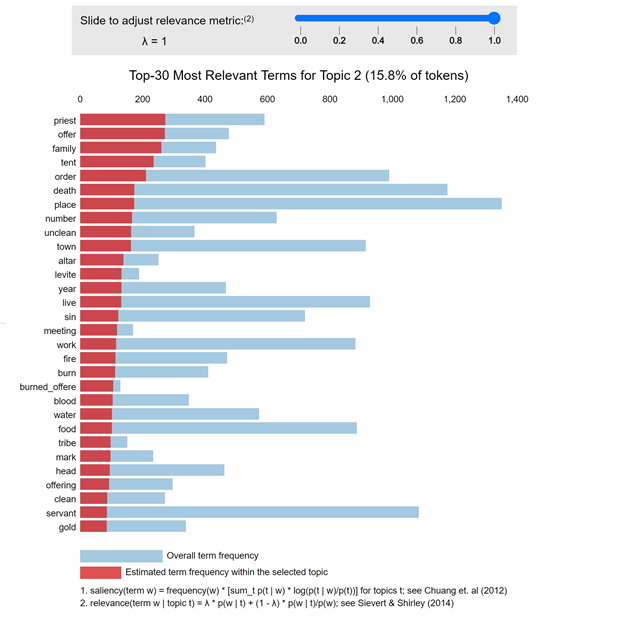 Slide to adjust relevance metric:(2)
λ = 1
0.0 0.2 0.4 0.6 0.8 1.0
Top-30 Most Relevant Terms for Topic 2 (15.8% of tokens)
0 200 400 600 800 1,000 1,200 1,400
priest
offer
family
tent
order
death
place
number
unclean
town
altar
levite
year
live
sin
meeting
work
fire
burn
burned_offere
blood
water
food
tribe
mark
head
offering
clean
servant
gold
Overall term frequency
Estimated term frequency within the selected topic
1. saliency(term w) = frequency(w) * [sum_t p(t | w) * log(p(t | w)/p(t))] for topics t; see Chuang et. al (2012)
2. relevance(term w | topic t) = λ * p(w | t) + (1 - λ) * p(w | t)/p(w); see Sievert & Shirley (2014)